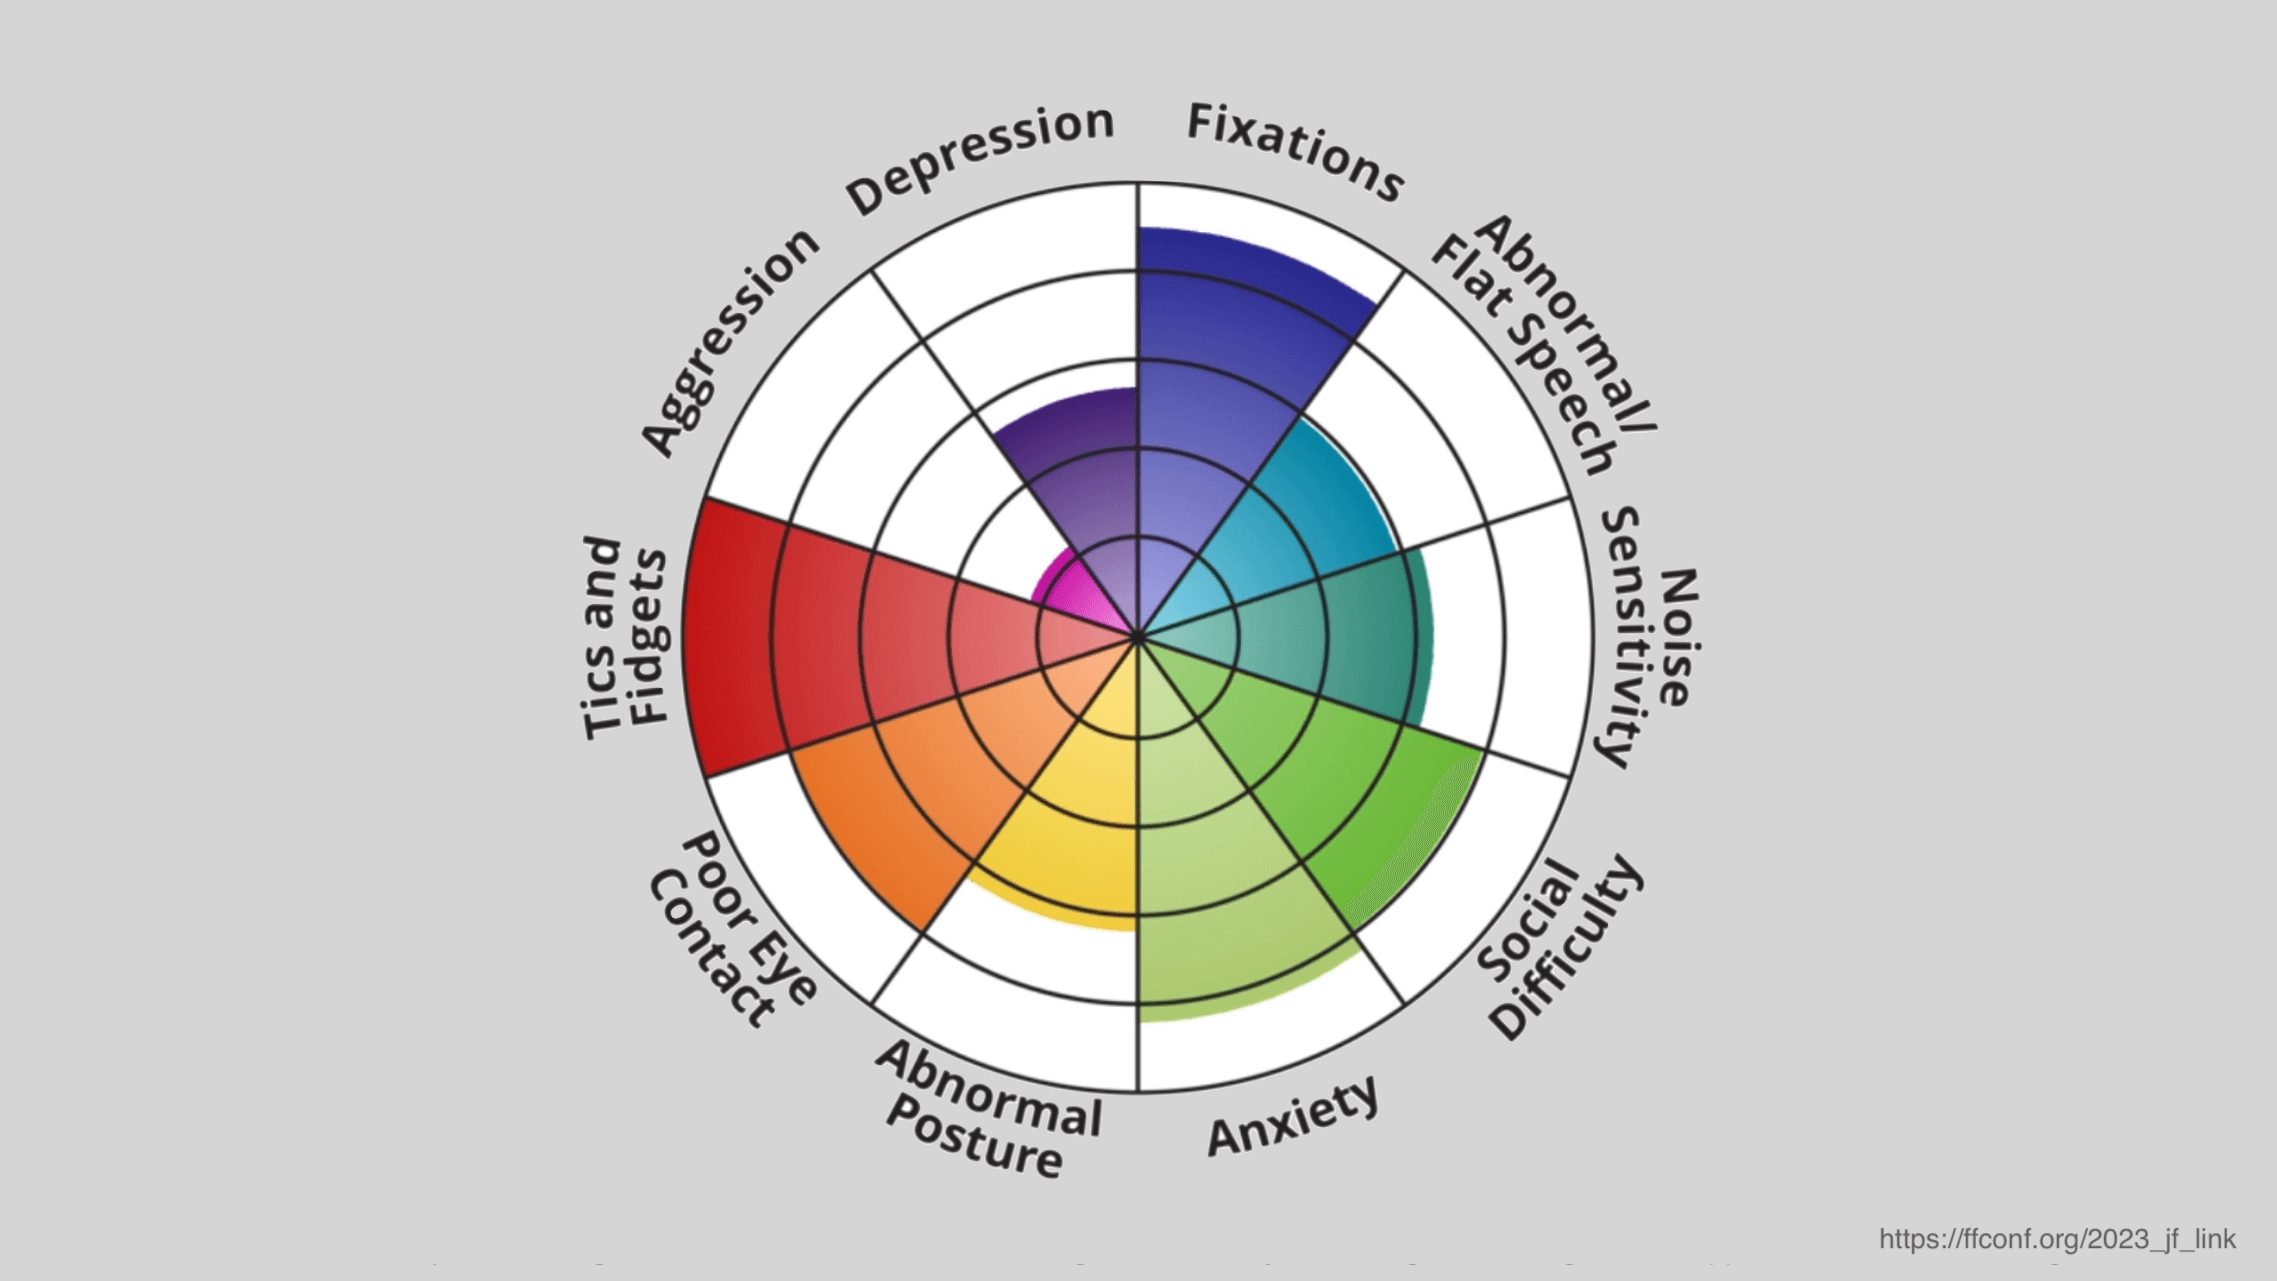 Depression
Fixations
Abnormal/
Flat Speech
Noise
Sensitivity
Social
Difficulty
Anxiety
Abnormal
Posture
Poor Eye
Contact
Tics and
Fidgets
Aggression
https://ffconf.org/2023_jf_link